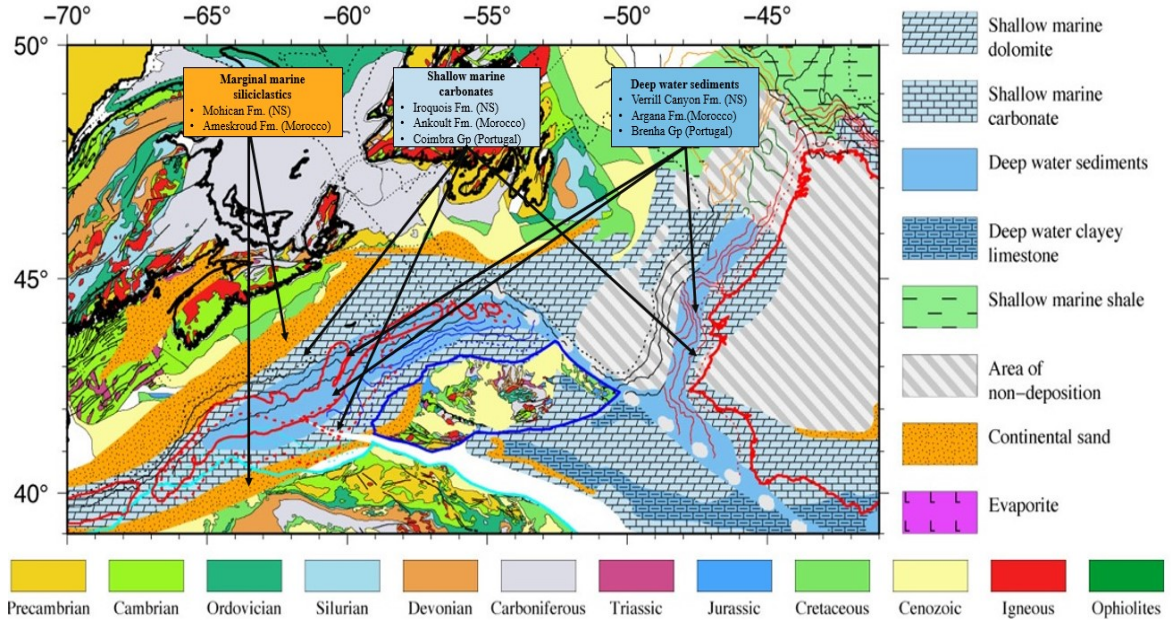 −70° −65° −60° −55° −50° −45°
50°
45°
40°
Marginal marine
siliciclastics
• Mohican Fm. (NS)
• Ameskroud Fm. (Morocco)
Shallow marine
carbonates
• Iroquois Fm. (NS)
• Ankoult Fm. (Morocco)
• Coimbra Gp (Portugal)
Deep water sediments
• Verrill Canyon Fm. (NS)
• Argana Fm.(Morocco)
• Brenha Gp (Portugal)
Shallow marine
dolomite
Shallow marine
carbonate
Deep water sediments
Deep water clayey
limestone
Shallow marine shale
Area of
non−deposition
Continental sand
Evaporite
Precambrian Cambrian Ordovician Silurian Devonian Carboniferous Triassic Jurassic Cretaceous Cenozoic Igneous Ophiolites